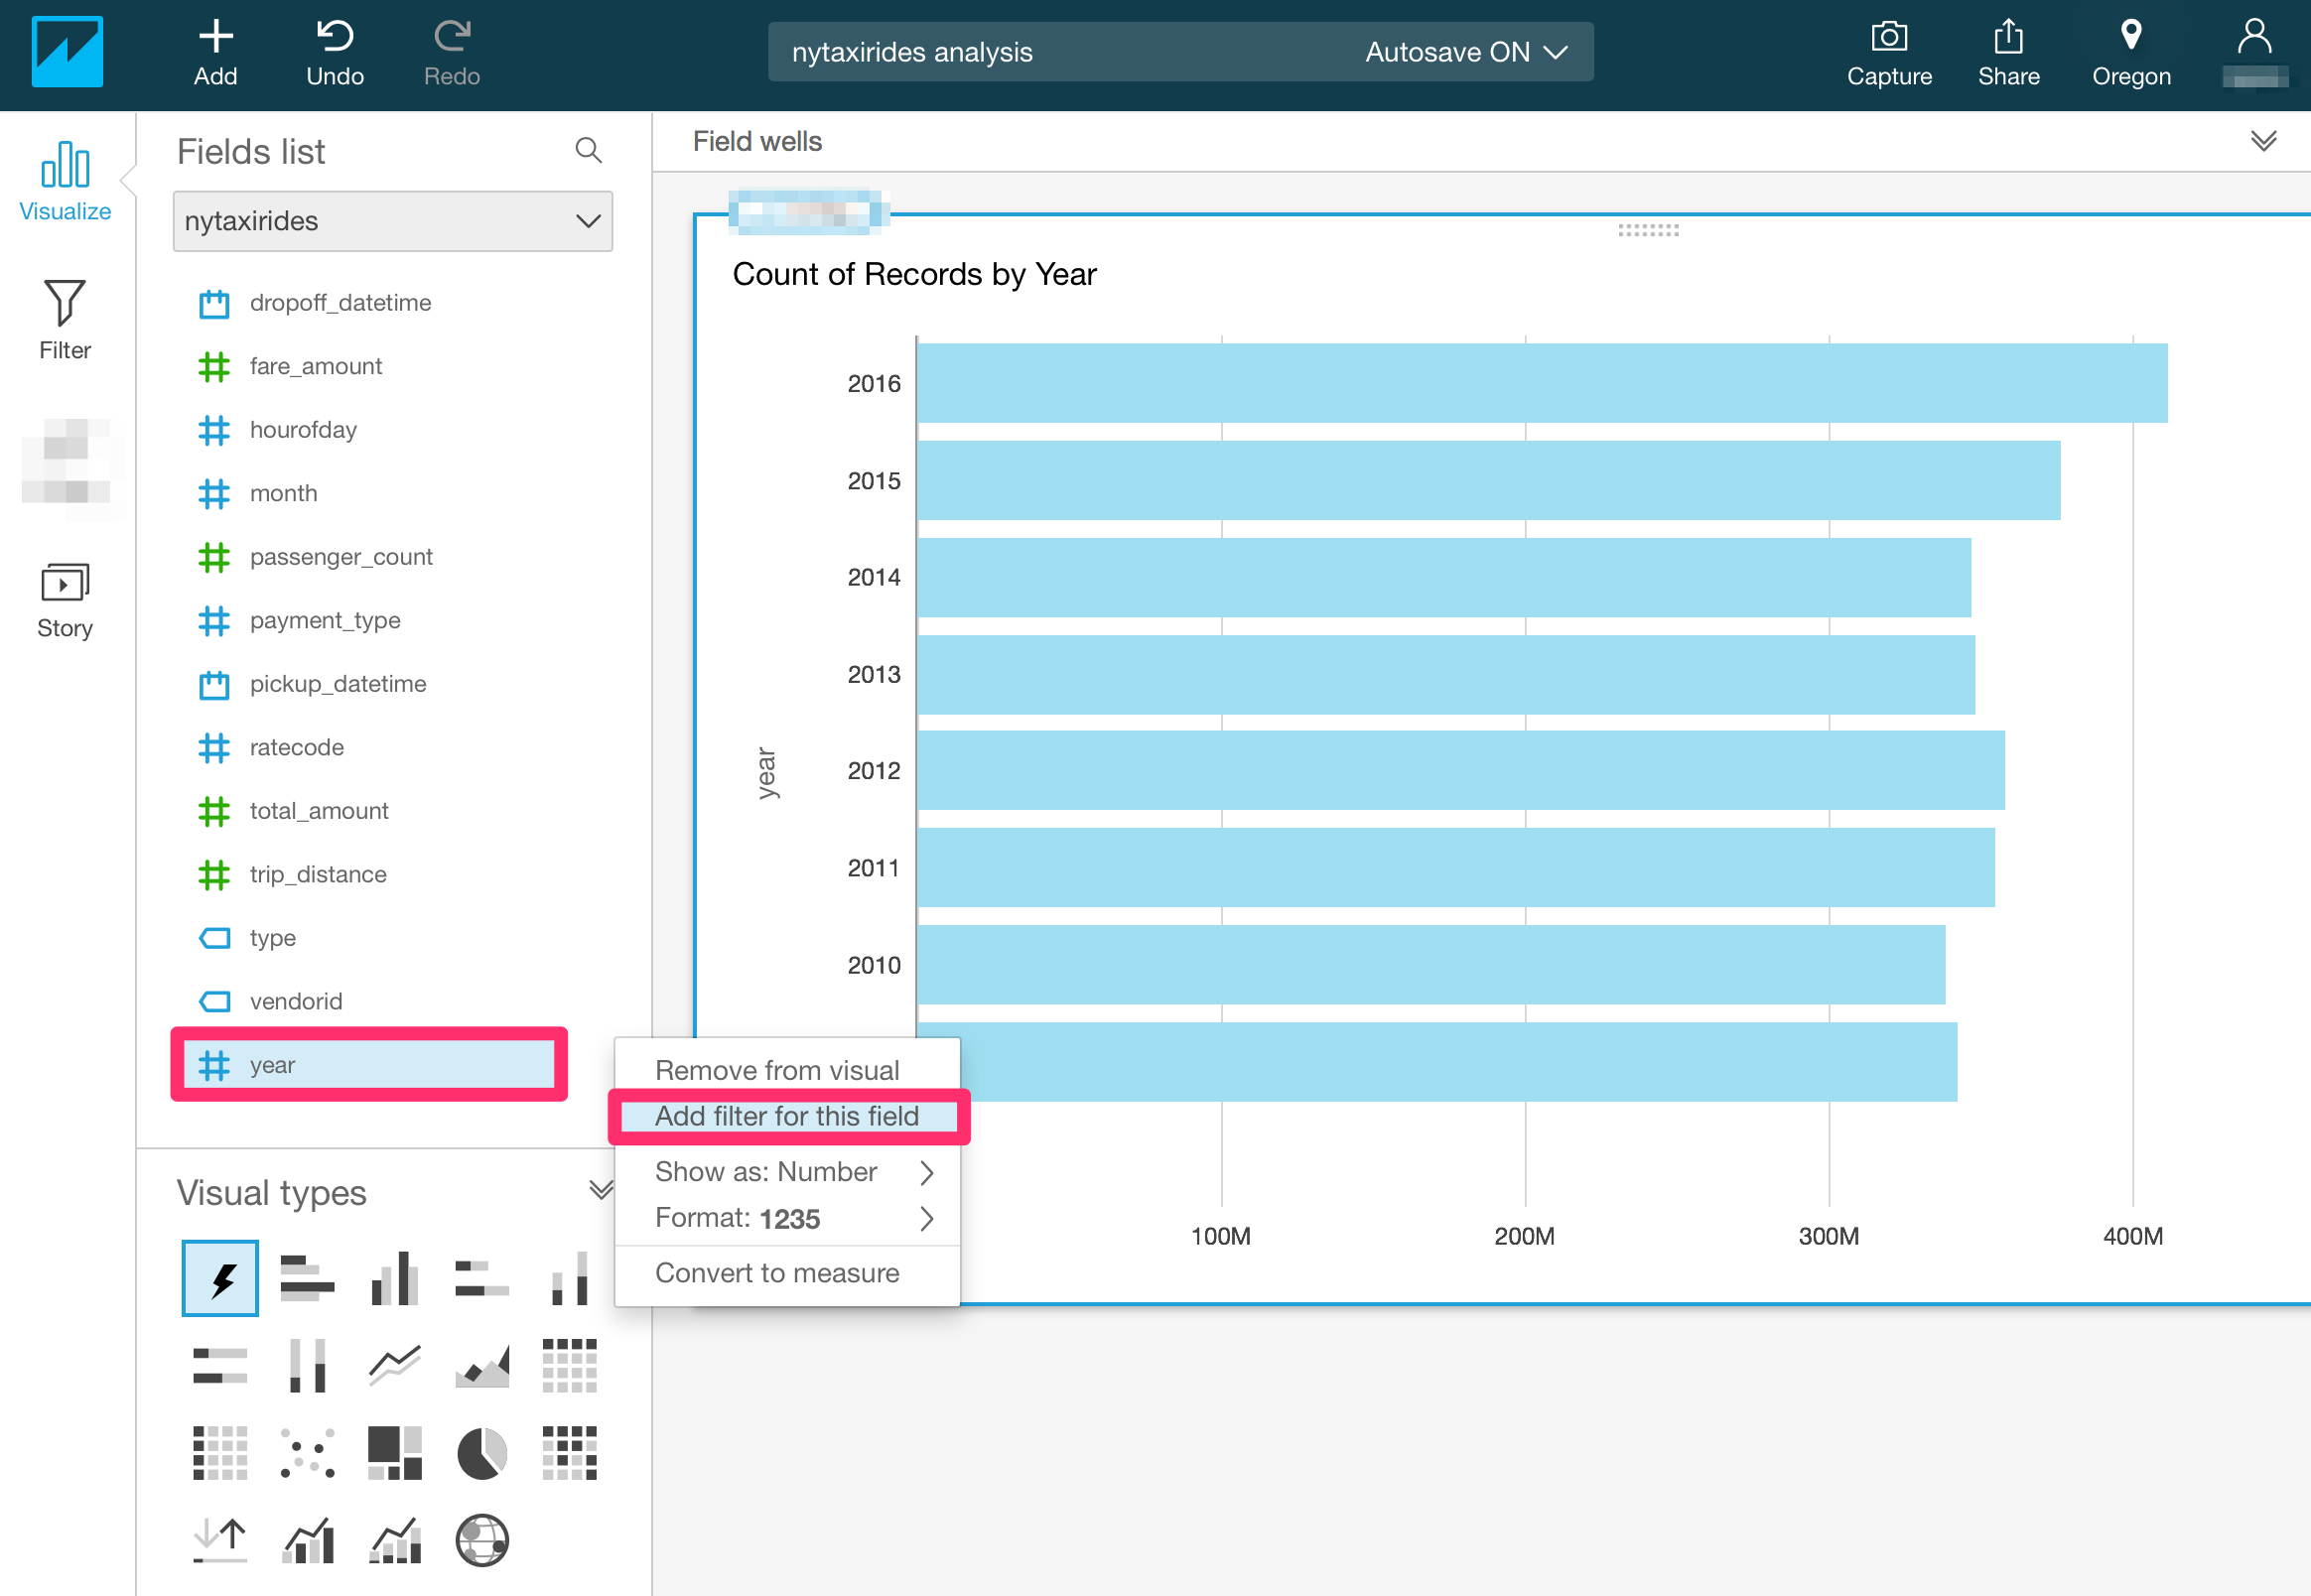 Add
Undo
Redo
nytaxirides analysis
Autosave ON
Capture
Share
Oregon
Visualize
Filter
Story
Fields list
nytaxirides
dropoff_datetime
fare_amount
hourofday
month
passenger_count
payment_type
pickup_datetime
ratecode
total_amount
trip_distance
type
vendorid
year
Visual types
Field wells
Count of Records by Year
year
2016
2015
2014
2013
2012
2011
2010
100M
200M
300M
400M
Remove from visual
Add filter for this field
Show as: Number
Format: 1235
Convert to measure